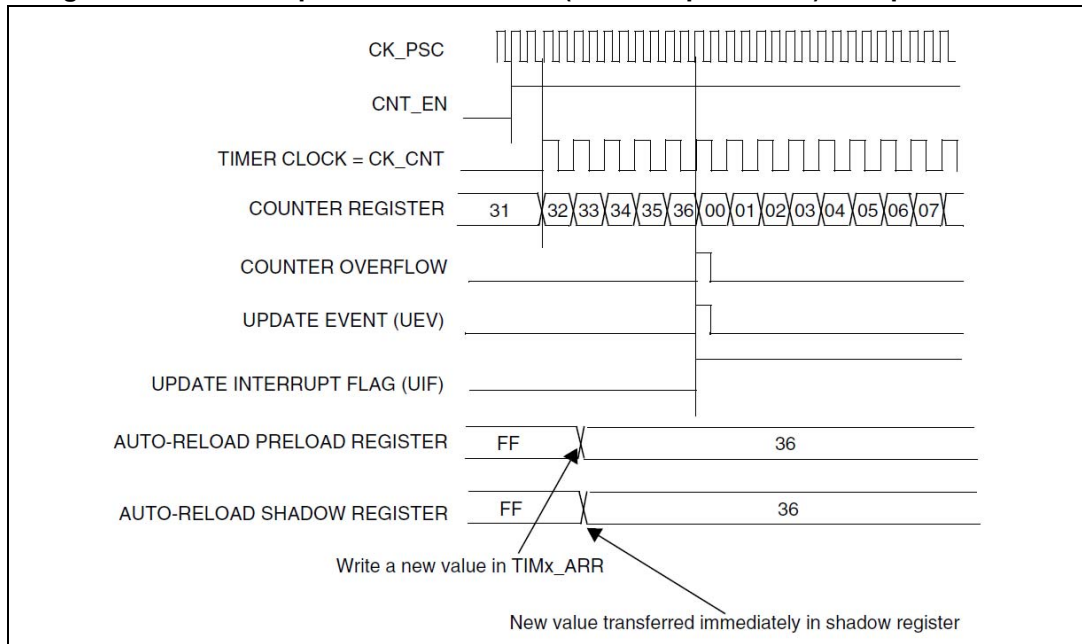 CK_PSC
CNT_EN
TIMER CLOCK = CK_CNT
COUNTER REGISTER 31 32 33 34 35 36 00 01 02 03 04 05 06 07
COUNTER OVERFLOW
UPDATE EVENT (UEV)
UPDATE INTERRUPT FLAG (UIF)
AUTO-RELOAD PRELOAD REGISTER FF 36
AUTO-RELOAD SHADOW REGISTER FF 36
Write a new value in TIMx_ARR
New value transferred immediately in shadow register